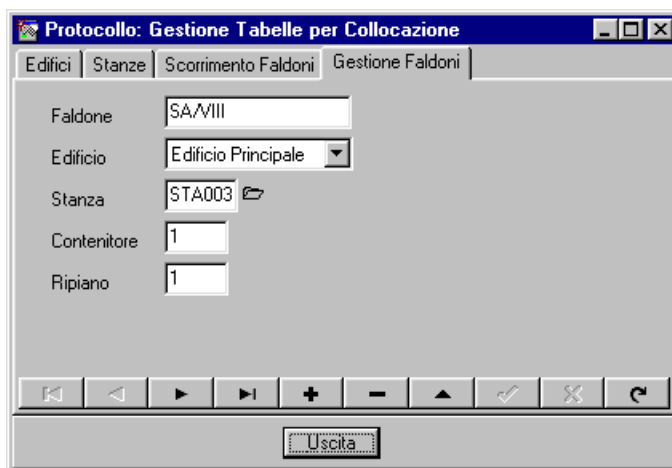 Protocollo: Gestione Tabelle per Collocazione
Edifici Stanze Scorrimento Faldoni Gestione Faldoni
Faldone SA/VIII
Edificio Edificio Principale
Stanza STA003
Contenitore 1
Ripiano 1
Uscita